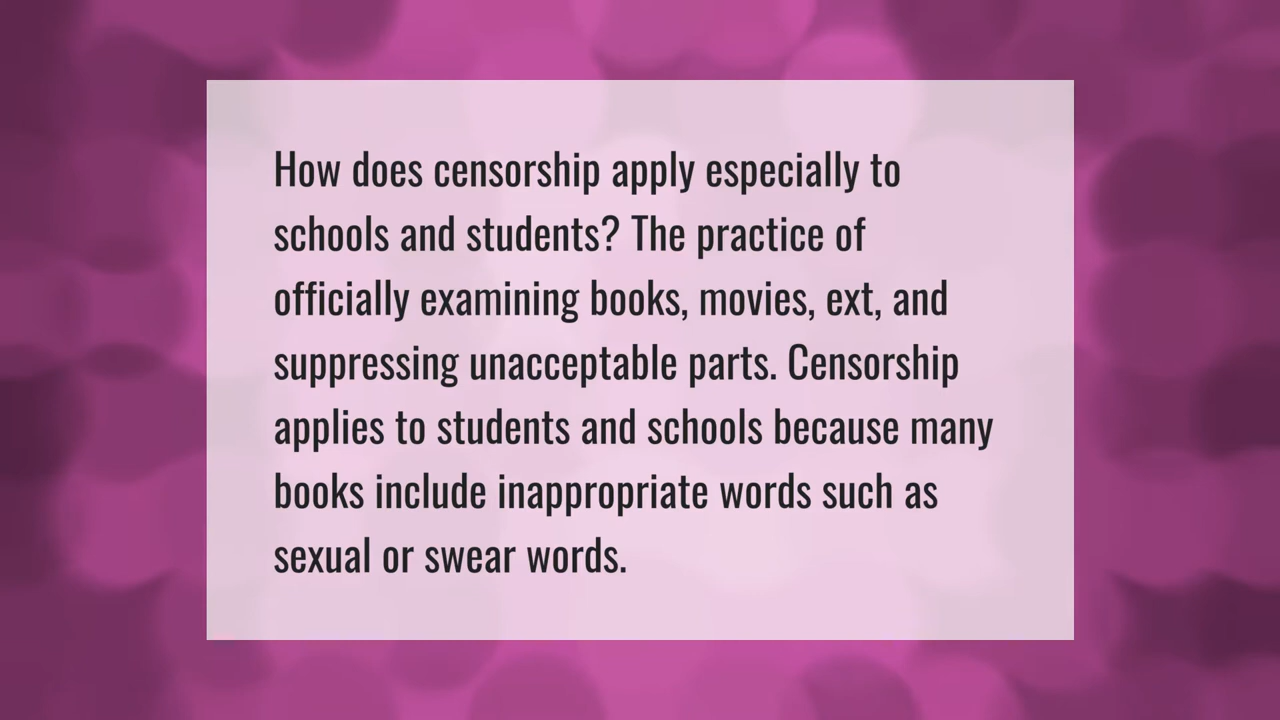 How does censorship apply especially to
schools and students? The practice of
officially examining books, movies, ext, and
suppressing unacceptable parts. Censorship
applies to students and schools because many
books include inappropriate words such as
sexual or swear words.